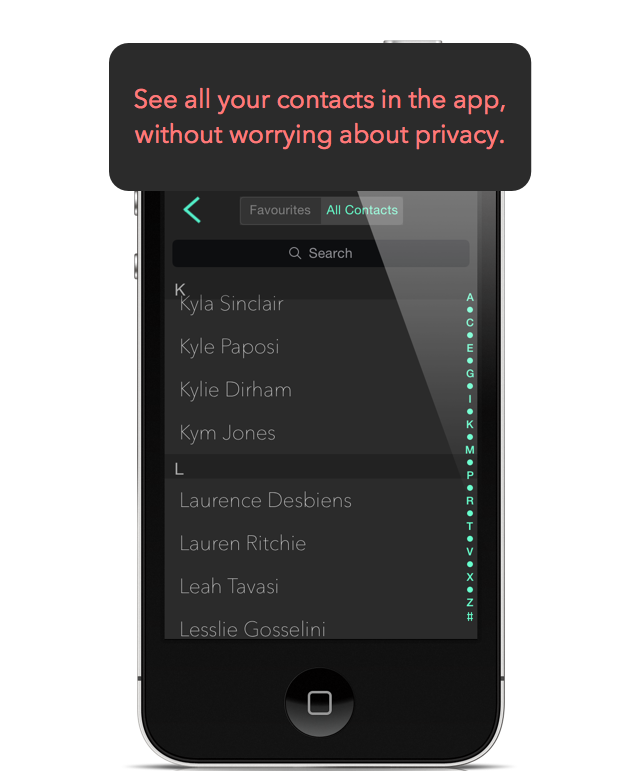 See all your contacts in the app,
without worrying about privacy.
Favourites All Contacts
Search
K
Kyla Sinclair
Kyle Paposi
Kylie Dirham
Kym Jones
L
Laurence Desbiens
Lauren Ritchie
Leah Tavasi
Lesslie Gosselini
A
C
E
G
I
K
M
P
R
T
V
X
Z
#